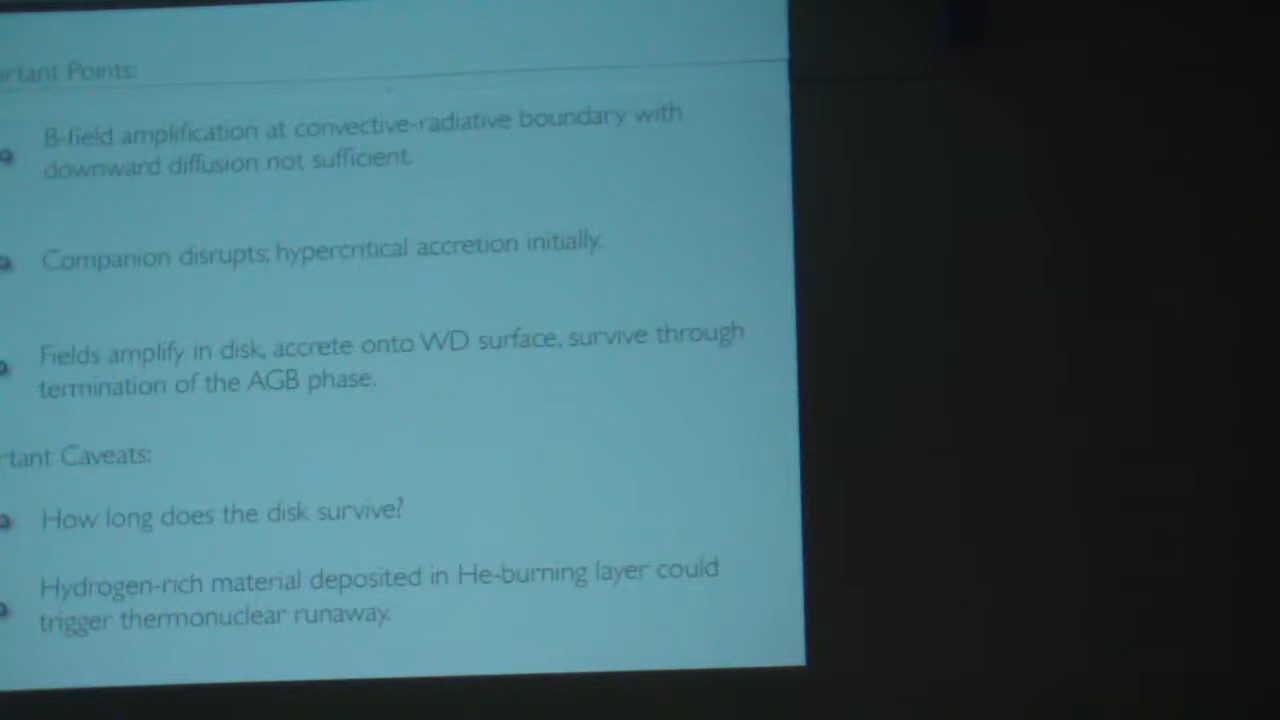 rtant Points:
B-field amplification at convective-radiative boundary with
downward diffusion not sufficient.
Companion disrupts; hypercritical accretion initially.
Fields amplify in disk, accrete onto WD surface, survive through
termination of the AGB phase.
rtant Caveats:
How long does the disk survive?
Hydrogen-rich material deposited in He-burning layer could
trigger thermonuclear runaway.